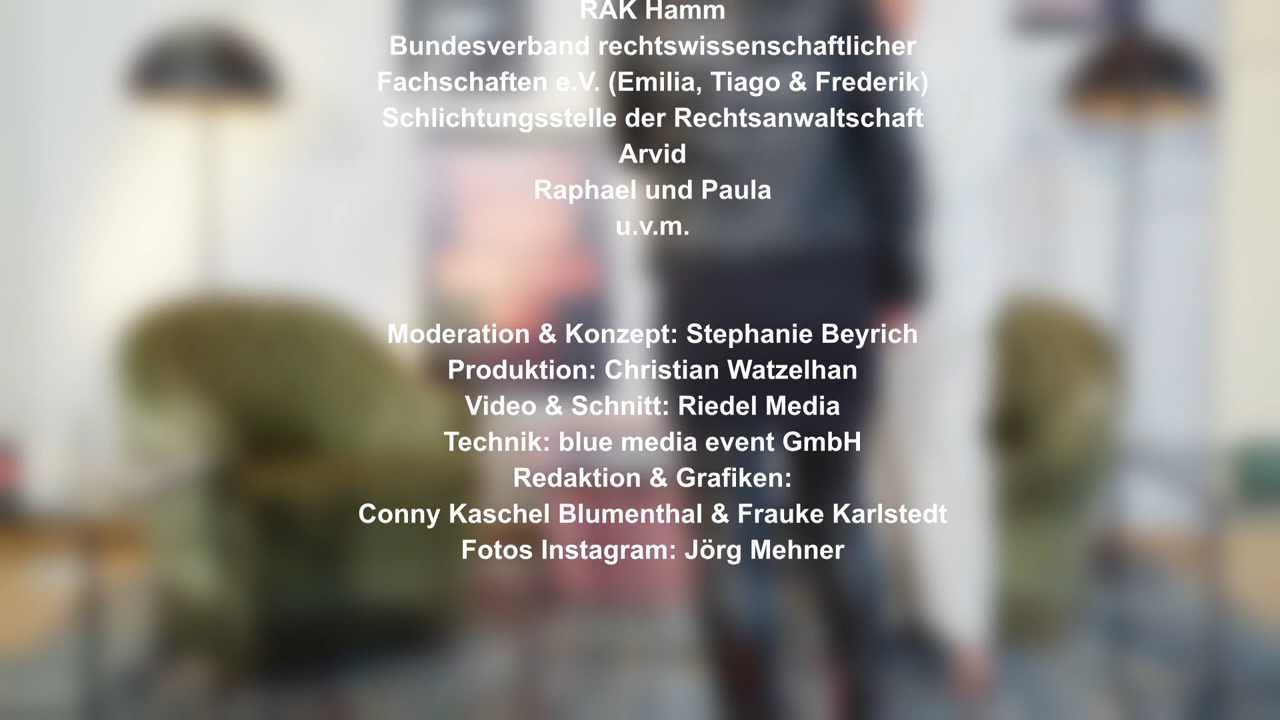 RAK Hamm
Bundesverband rechtswissenschaftlicher
Fachschaften e.V. (Emilia, Tiago & Frederik)
Schlichtungsstelle der Rechtsanwaltschaft
Arvid
Raphael und Paula
u.v.m.
Moderation & Konzept: Stephanie Beyrich
Produktion: Christian Watzelhan
Video & Schnitt: Riedel Media
Technik: blue media event GmbH
Redaktion & Grafiken:
Conny Kaschel Blumenthal & Frauke Karlstedt
Fotos Instagram: Jörg Mehner